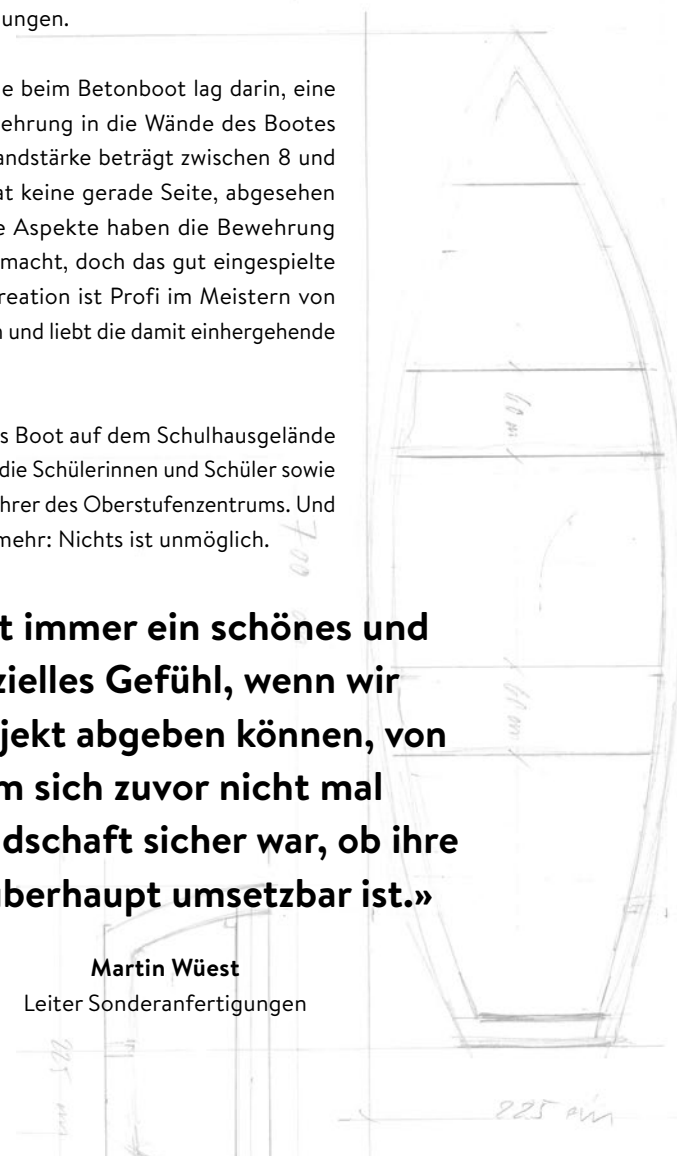 ungen.
e beim Betonboot lag darin, eine
ehrung in die Wände des Bootes
andstärke beträgt zwischen 8 und
at keine gerade Seite, abgesehen
e Aspekte haben die Bewehrung
macht, doch das gut eingespielte
reation ist Profi im Meistern von
n und liebt die damit einhergehende
s Boot auf dem Schulhausgelände
die Schülerinnen und Schüler sowie
hrer des Oberstufenzentrums. Und
mehr: Nichts ist unmöglich.
t immer ein schönes und
zielles Gefühl, wenn wir
jekt abgeben können, von
m sich zuvor nicht mal
dschaft sicher war, ob ihre
überhaupt umsetzbar ist.»
Martin Wüest
Leiter Sonderanfertigungen
700
225
225